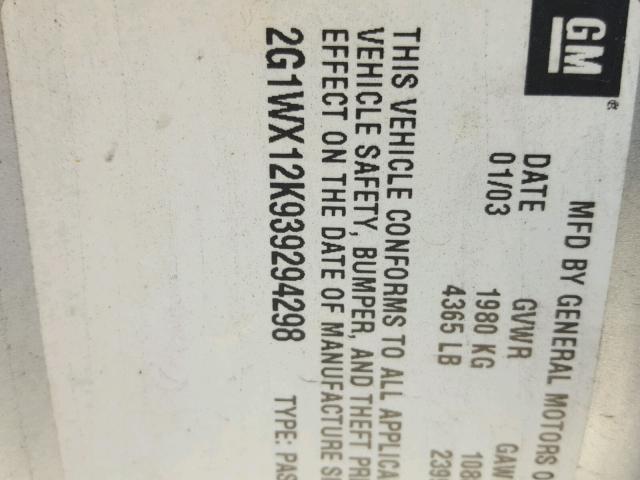 GM
MFD BY GENERAL MOTORS O
DATE GVWR GAW
01/03 1980 KG 108
4365 LB 239
THIS VEHICLE CONFORMS TO ALL APPLICA
VEHICLE SAFETY, BUMPER, AND THEFT PR
EFFECT ON THE DATE OF MANUFACTURE S
2G1WX12K939294298 TYPE: PAS